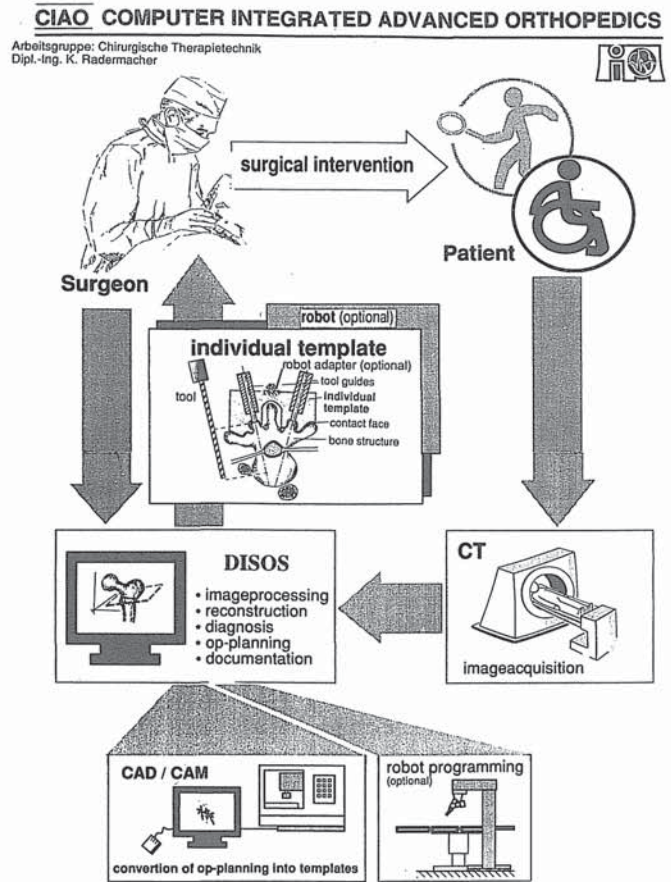 CIAO COMPUTER INTEGRATED ADVANCED ORTHOPEDICS
Arbeitsgruppe: Chirurgische Therapietechnik
Dipl.-Ing. K. Radermacher
surgical intervention
Patient
Surgeon
robot (optional)
individual template
robot adapter (optional)
tool guides
tool
individual
template
contact face
bone structure
DISOS
• imageprocessing
• reconstruction
• diagnosis
• op-planning
• documentation
CT
imageacquisition
CAD / CAM
convertion of op-planning into templates
robot programming
(optional)